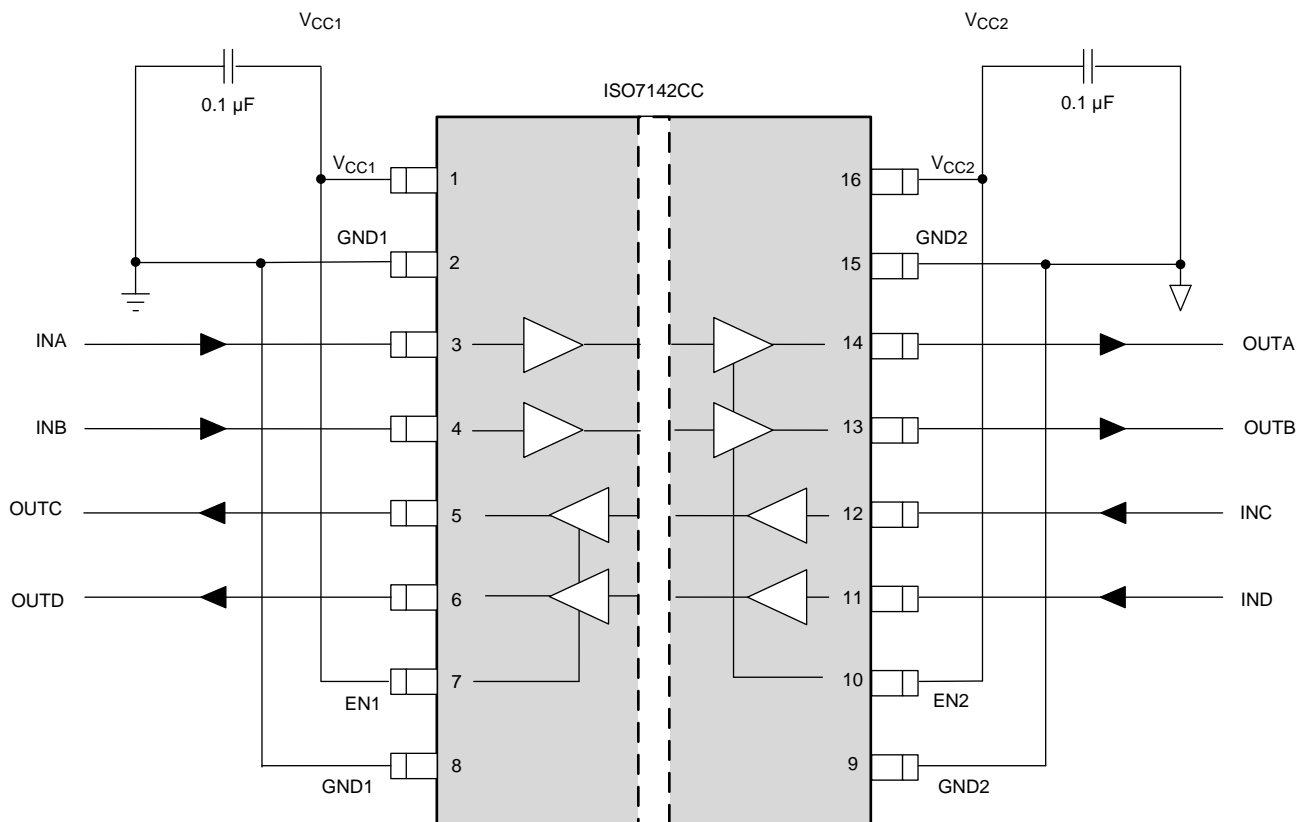 VCC1
VCC2
0.1 µF
0.1 µF
ISO7142CC
VCC1
1
16
VCC2
GND1
2
15
GND2
INA
3
14
OUTA
INB
4
13
OUTB
OUTC
5
12
INC
OUTD
6
11
IND
EN1
7
10
EN2
GND1
8
9
GND2